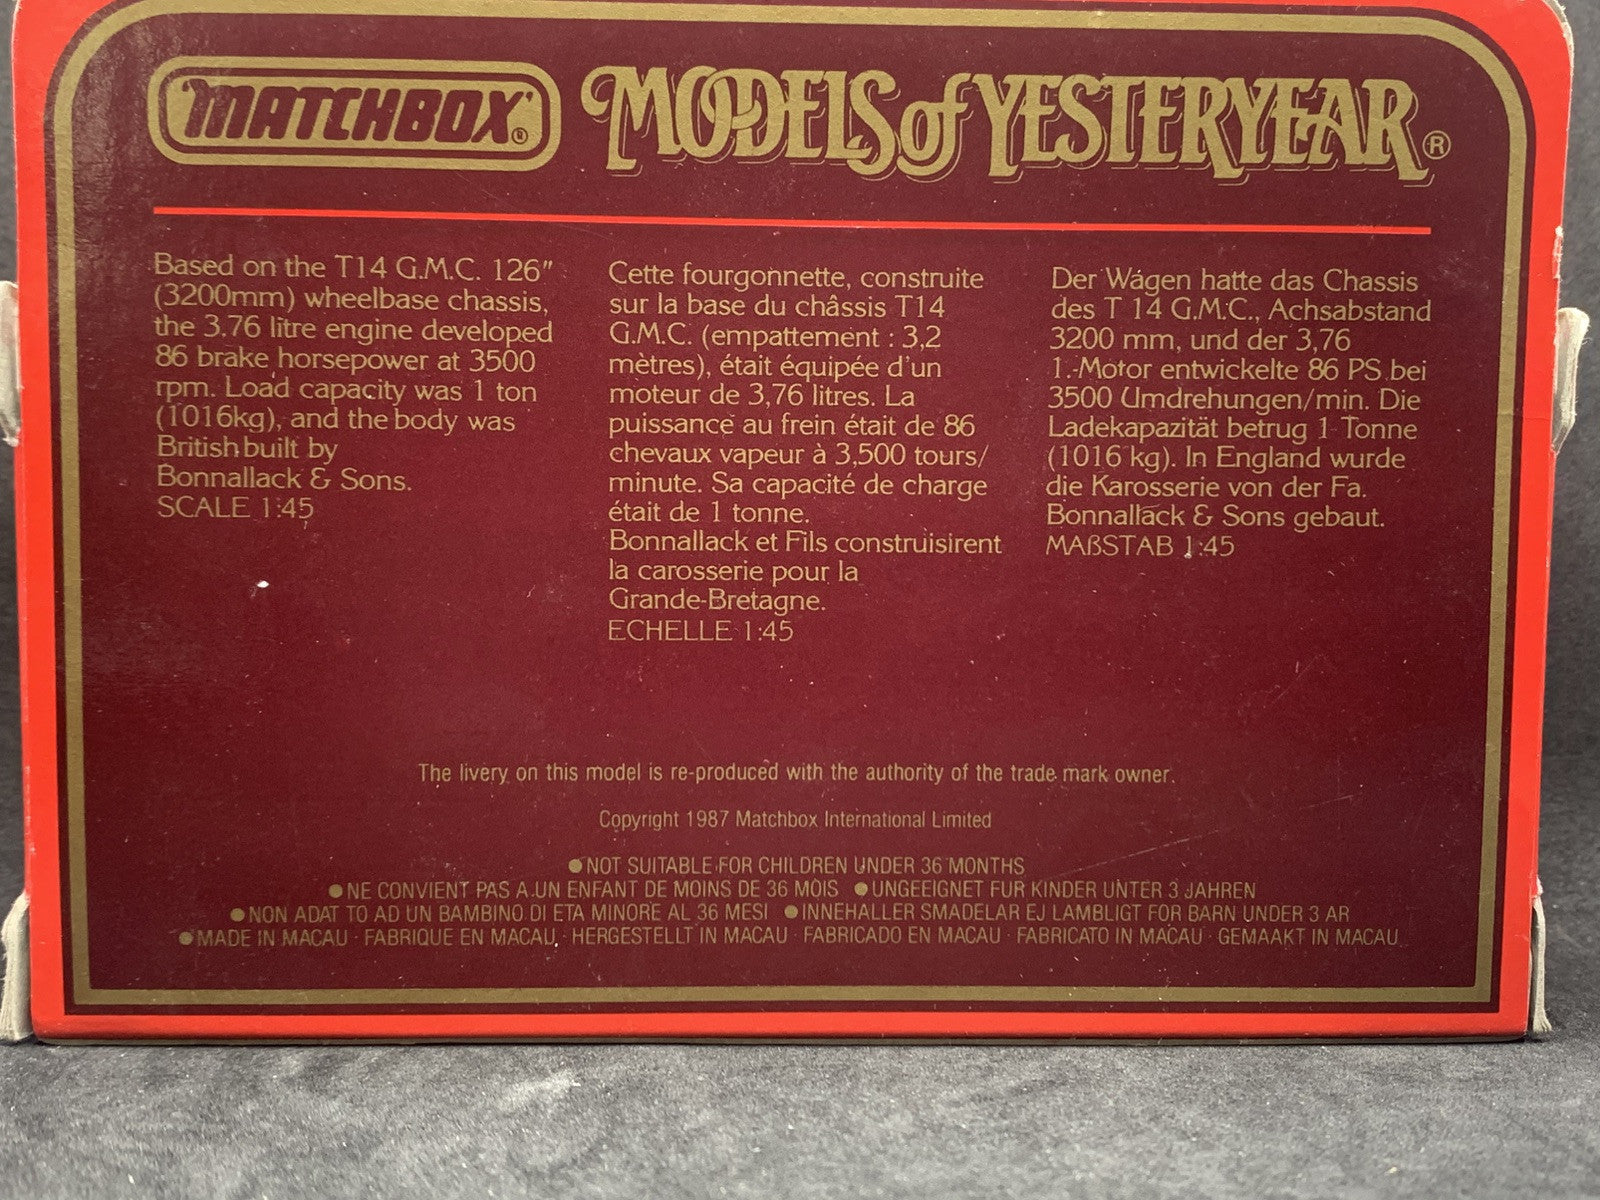 MATCHBOX®
MODELS of YESTERYEAR®
Based on the T14 G.M.C. 126"
(3200mm) wheelbase chassis,
the 3.76 litre engine developed
86 brake horsepower at 3500
rpm. Load capacity was 1 ton
(1016kg), and the body was
British built by
Bonnallack & Sons.
SCALE 1:45
Cette fourgonnette, construite
sur la base du châssis T14
G.M.C. (empattement : 3,2
mètres), était équipée d'un
moteur de 3,76 litres. La
puissance au frein était de 86
chevaux vapeur à 3,500 tours/
minute. Sa capacité de charge
était de 1 tonne.
Bonnallack et Fils construisirent
la carosserie pour la
Grande-Bretagne.
ECHELLE 1:45
Der Wagen hatte das Chassis
des T 14 G.M.C., Achsabstand
3200 mm, und der 3,76
1.-Motor entwickelte 86 PS bei
3500 Umdrehungen/min. Die
Ladekapazität betrug 1 Tonne
(1016 kg). In England wurde
die Karosserie von der Fa.
Bonnallack & Sons gebaut.
MAßSTAB 1:45
The livery on this model is re-produced with the authority of the trade mark owner.
Copyright 1987 Matchbox International Limited
●NOT SUITABLE FOR CHILDREN UNDER 36 MONTHS
●NE CONVIENT PAS A UN ENFANT DE MOINS DE 36 MOIS ●UNGEEIGNET FUR KINDER UNTER 3 JAHREN
●NON ADAT TO AD UN BAMBINO DI ETA MINORE AL 36 MESI ●INNEHALLER SMADELAR EJ LAMBLIGT FOR BARN UNDER 3 AR
●MADE IN MACAU · FABRIQUE EN MACAU · HERGESTELLT IN MACAU · FABRICADO EN MACAU · FABRICATO IN MACAU · GEMAAKT IN MACAU